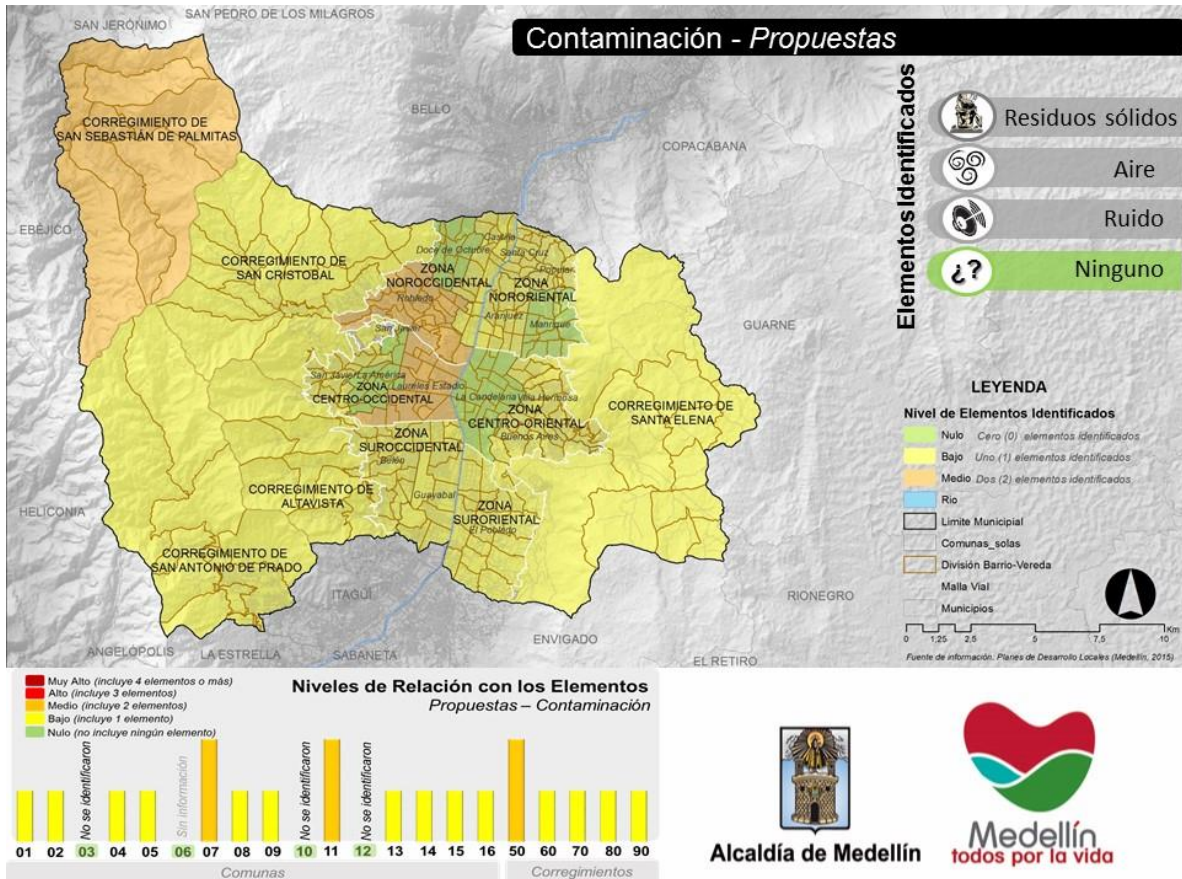 SAN PEDRO DE LOS MILAGROS
SAN JERÓNIMO
Contaminación - Propuestas
BELLO
COPACABANA
EBÉJICO
GUARNE
HELICONIA
RIONEGRO
ITAGÜÍ
ENVIGADO
EL RETIRO
ANGELÓPOLIS
LA ESTRELLA
SABANETA
CORREGIMIENTO DE
SAN SEBASTIÁN DE PALMITAS
CORREGIMIENTO DE
SAN CRISTOBAL
ZONA
NOROCCIDENTAL
Doce de Octubre
Castilla
Robledo
Santa Cruz
Popular
ZONA
NORORIENTAL
Aranjuez
Manrique
San Javier
San Javier
La América
ZONA
CENTRO-OCCIDENTAL
Laureles Estadio
La Candelaria
Villa Hermosa
ZONA
CENTRO-ORIENTAL
Buenos Aires
CORREGIMIENTO DE
SANTA ELENA
ZONA
SUROCCIDENTAL
Belén
Guayabal
CORREGIMIENTO DE
ALTAVISTA
ZONA
SURORIENTAL
El Poblado
CORREGIMIENTO DE
SAN ANTONIO DE PRADO
Elementos Identificados
Residuos sólidos
Aire
Ruido
¿? Ninguno
LEYENDA
Nivel de Elementos Identificados
Nulo Cero (0) elementos identificados
Bajo Uno (1) elementos identificados
Medio Dos (2) elementos identificados
Rio
Limite Municipial
Comunas_solas
División Barrio-Vereda
Malla Vial
Municipios
0 1,25 2,5 5 7,5 10 Km
Fuente de información. Planes de Desarrollo Locales (Medellín, 2015)
Muy Alto (incluye 4 elementos o más)
Alto (incluye 3 elementos)
Medio (incluye 2 elementos)
Bajo (incluye 1 elemento)
Nulo (no incluye ningún elemento)
Niveles de Relación con los Elementos
Propuestas – Contaminación
No se identificaron
Sin información
No se identificaron
No se identificaron
01 02 03 04 05 06 07 08 09 10 11 12 13 14 15 16 50 60 70 80 90
Comunas
Corregimientos
Alcaldía de Medellín
Medellín
todos por la vida